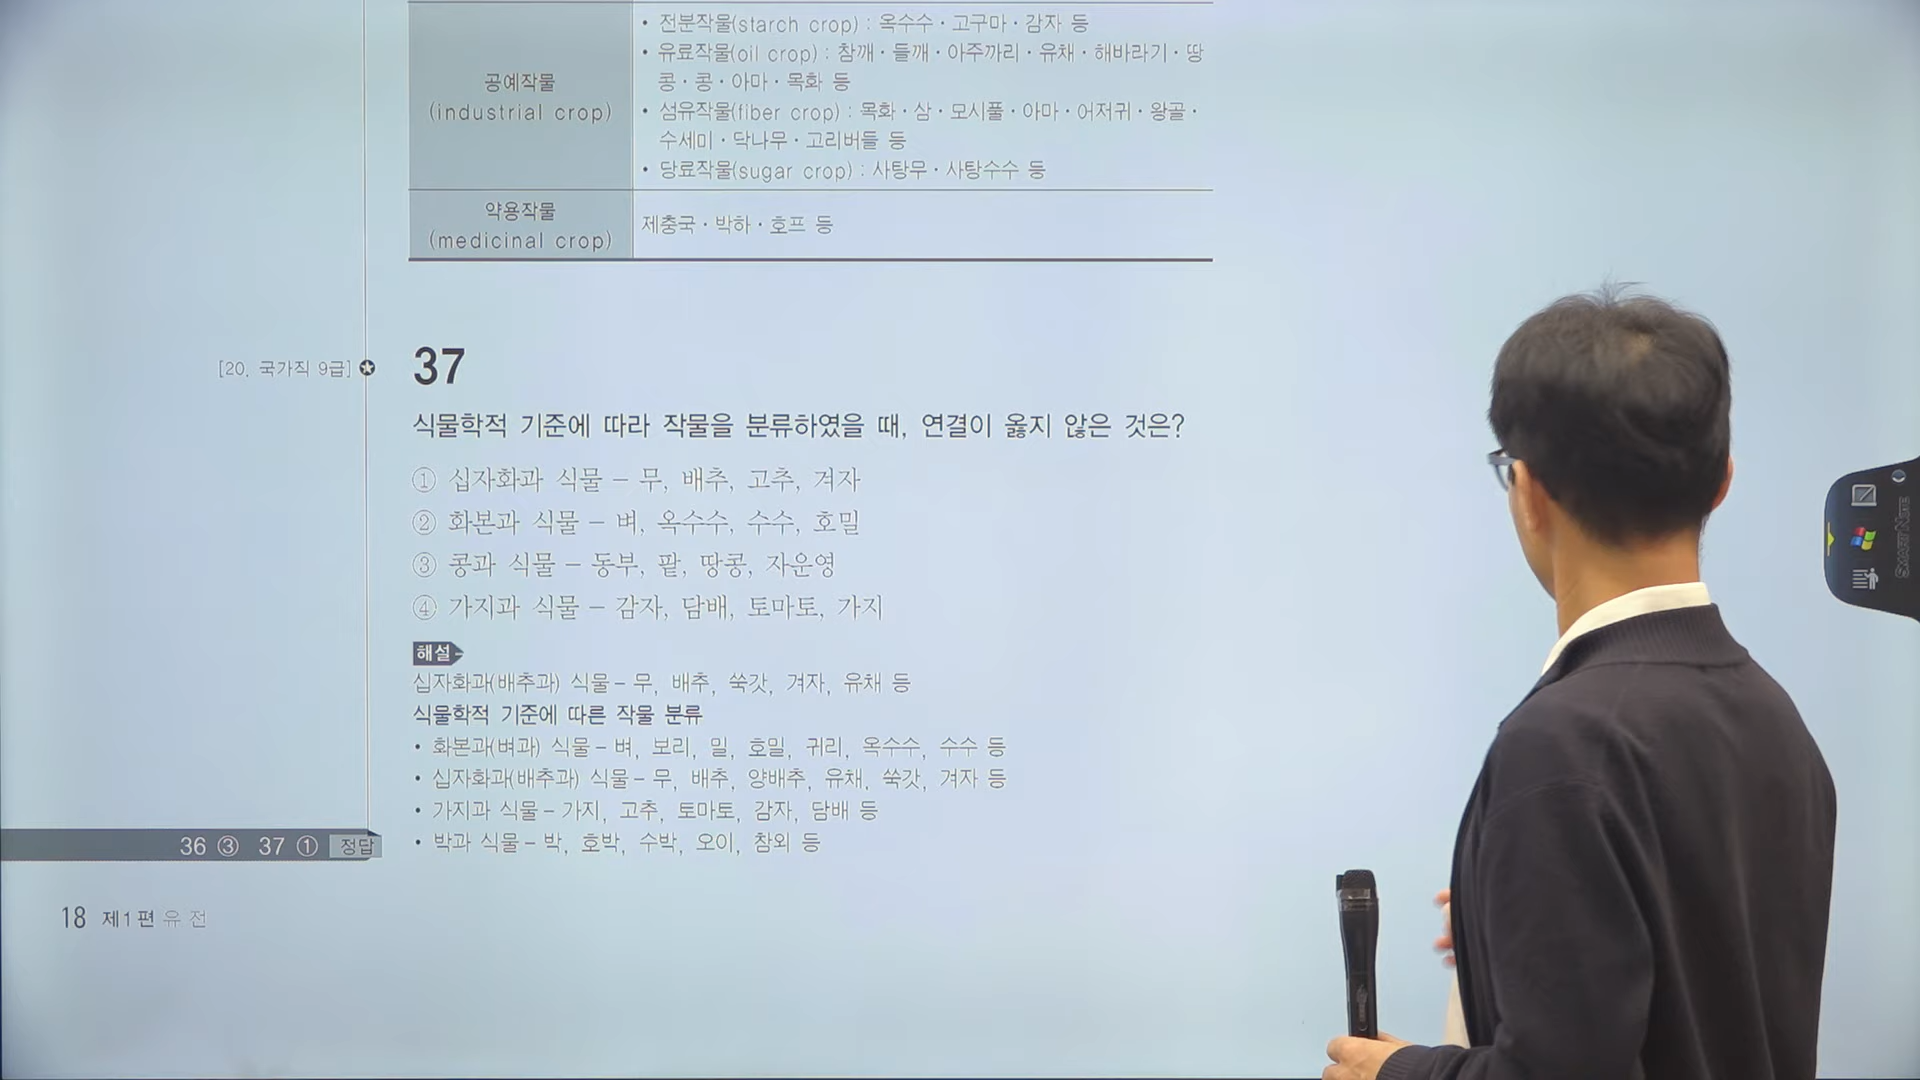 • 전분작물(starch crop) : 옥수수 · 고구마 · 감자 등
• 유료작물(oil crop) : 참깨 · 들깨 · 아주까리 · 유채 · 해바라기 · 땅
콩 · 콩 · 아마 · 목화 등
공예작물
(industrial crop)
• 섬유작물(fiber crop) : 목화 · 삼 · 모시풀 · 아마 · 어저귀 · 왕골 ·
수세미 · 닥나무 · 고리버들 등
• 당료작물(sugar crop) : 사탕무 · 사탕수수 등
약용작물
(medicinal crop)
제충국 · 박하 · 호프 등
[20. 국가직 9급]
37
식물학적 기준에 따라 작물을 분류하였을 때, 연결이 옳지 않은 것은?
① 십자화과 식물 – 무, 배추, 고추, 겨자
② 화본과 식물 – 벼, 옥수수, 수수, 호밀
③ 콩과 식물 – 동부, 팥, 땅콩, 자운영
④ 가지과 식물 – 감자, 담배, 토마토, 가지
해설
십자화과(배추과) 식물 – 무, 배추, 쑥갓, 겨자, 유채 등
식물학적 기준에 따른 작물 분류
• 화본과(벼과) 식물 – 벼, 보리, 밀, 호밀, 귀리, 옥수수, 수수 등
• 십자화과(배추과) 식물 – 무, 배추, 양배추, 유채, 쑥갓, 겨자 등
• 가지과 식물 – 가지, 고추, 토마토, 감자, 담배 등
• 박과 식물 – 박, 호박, 수박, 오이, 참외 등
36 ③ 37 ① 정답
18 제1편 유전
SMART NOTE